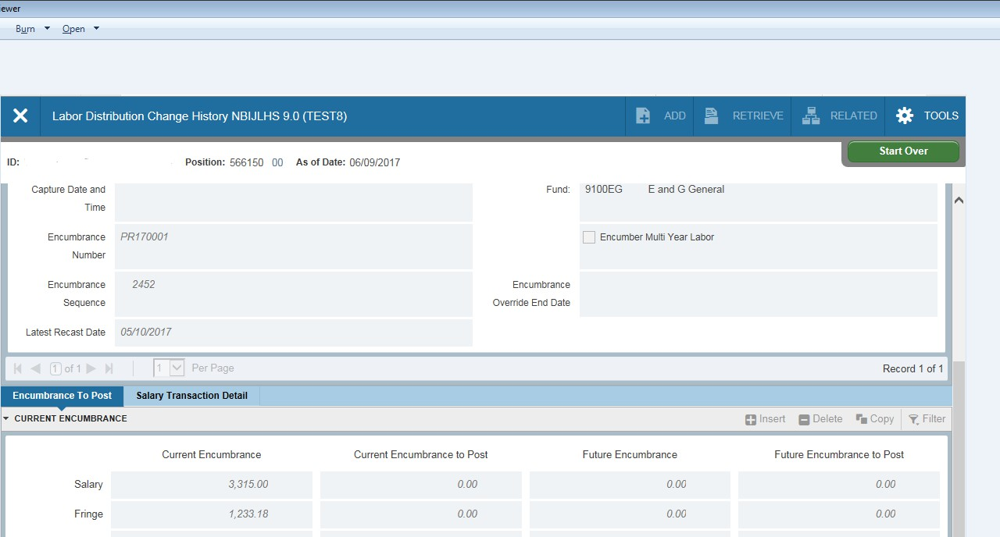 ewer
Burn Open
Labor Distribution Change History NBIJLHS 9.0 (TEST8) ADD RETRIEVE RELATED TOOLS
Start Over
ID: Position: 566150 00 As of Date: 06/09/2017
Capture Date and Time Fund: 9100EG E and G General
Encumbrance Number PR170001 Encumber Multi Year Labor
Encumbrance Sequence 2452 Encumbrance Override End Date
Latest Recast Date 05/10/2017
1 of 1 1 Per Page Record 1 of 1
Encumbrance To Post Salary Transaction Detail
CURRENT ENCUMBRANCE Insert Delete Copy Filter
Current Encumbrance Current Encumbrance to Post Future Encumbrance Future Encumbrance to Post
Salary 3,315.00 0.00 0.00 0.00
Fringe 1,233.18 0.00 0.00 0.00